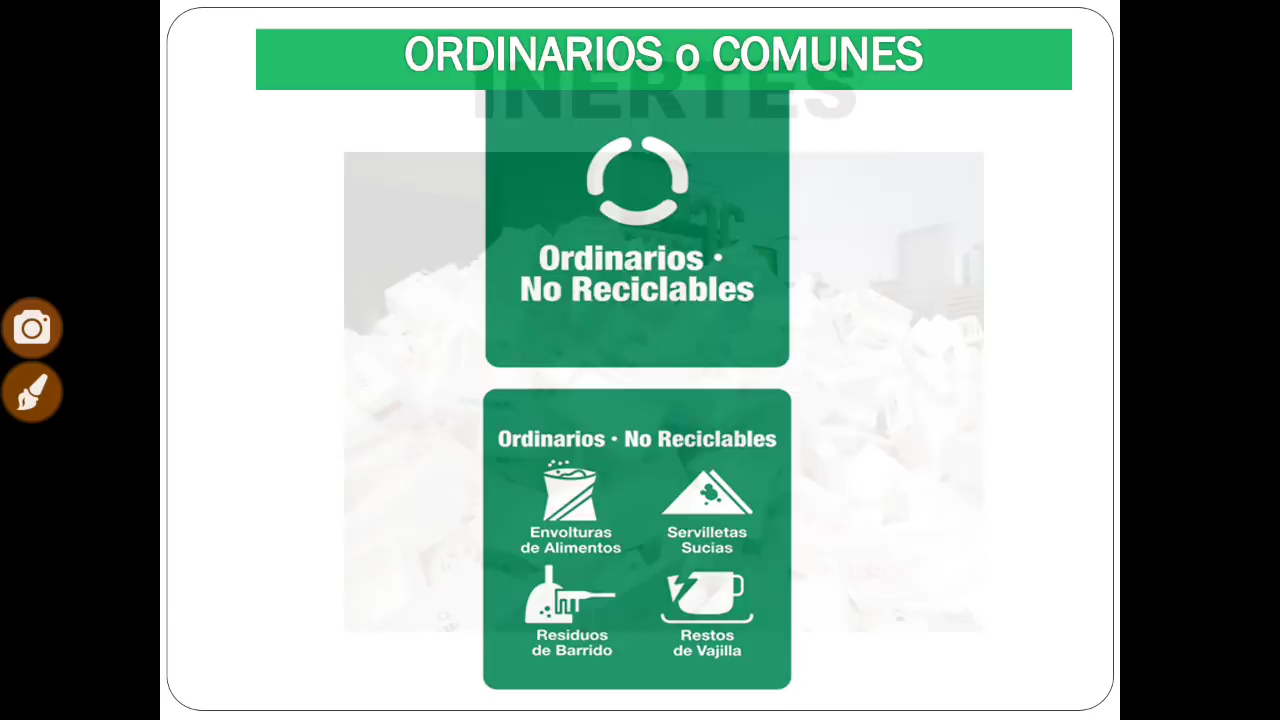 ORDINARIOS o COMUNES
INERTES
Ordinarios •
No Reciclables
Ordinarios • No Reciclables
Envolturas
de Alimentos
Servilletas
Sucias
Residuos
de Barrido
Restos
de Vajilla